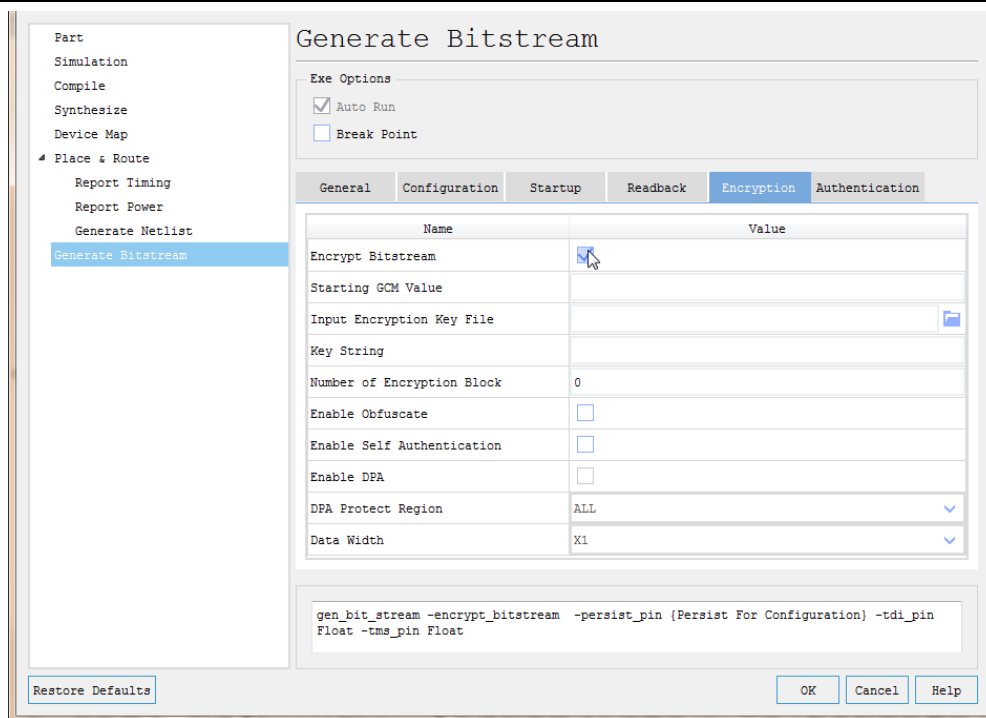 Part
Simulation
Compile
Synthesize
Device Map
Place & Route
Report Timing
Report Power
Generate Netlist
Generate Bitstream
Generate Bitstream
Exe Options
Auto Run
Break Point
General Configuration Startup Readback Encryption Authentication
Name Value
Encrypt Bitstream
Starting GCM Value
Input Encryption Key File
Key String
Number of Encryption Block 0
Enable Obfuscate
Enable Self Authentication
Enable DPA
DPA Protect Region ALL
Data Width X1
gen_bit_stream -encrypt_bitstream -persist_pin {Persist For Configuration} -tdi_pin
Float -tms_pin Float
Restore Defaults OK Cancel Help